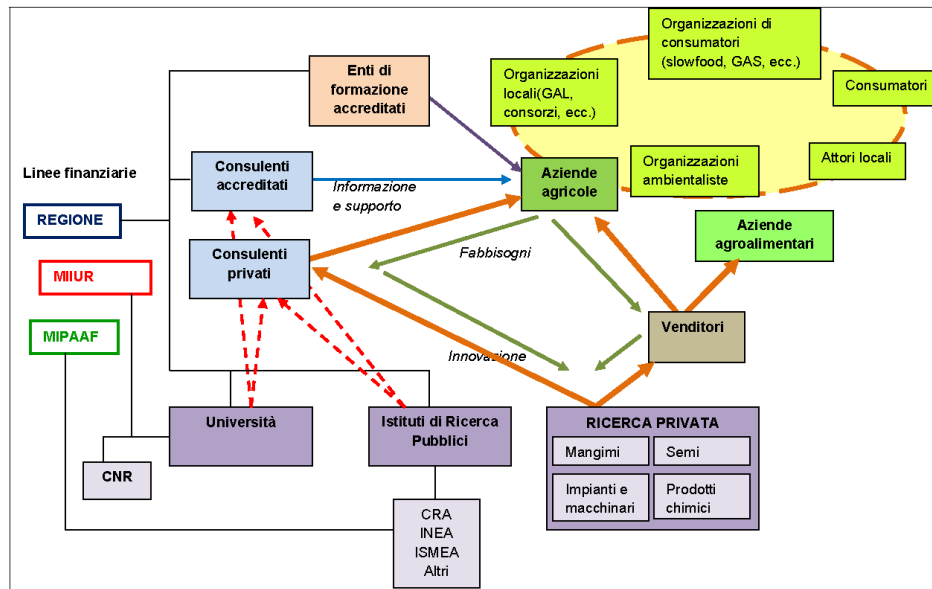 Organizzazioni di
consumatori
(slowfood, GAS, ecc.)
Enti di
formazione
accreditati
Organizzazioni
locali(GAL,
consorzi, ecc.)
Consumatori
Linee finanziarie
Consulenti
accreditati
Informazione
e supporto
Aziende
agricole
Organizzazioni
ambientaliste
Attori locali
REGIONE
Aziende
agroalimentari
Consulenti
privati
Fabbisogni
MIIUR
MIPAAF
Venditori
Innovazione
Università
Istituti di Ricerca
Pubblici
RICERCA PRIVATA
Mangimi
Semi
CNR
Impianti e
macchinari
Prodotti
chimici
CRA
INEA
ISMEA
Altri